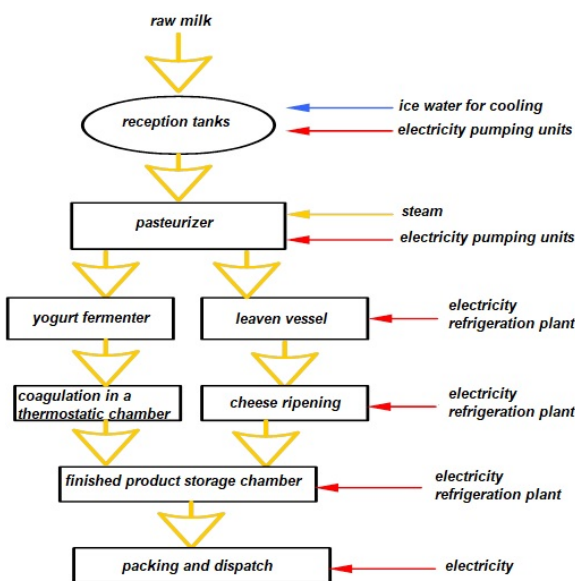 raw milk
reception tanks
ice water for cooling
electricity pumping units
pasteurizer
steam
electricity pumping units
yogurt fermenter
leaven vessel
electricity
refrigeration plant
coagulation in a
thermostatic chamber
cheese ripening
electricity
refrigeration plant
finished product storage chamber
electricity
refrigeration plant
packing and dispatch
electricity